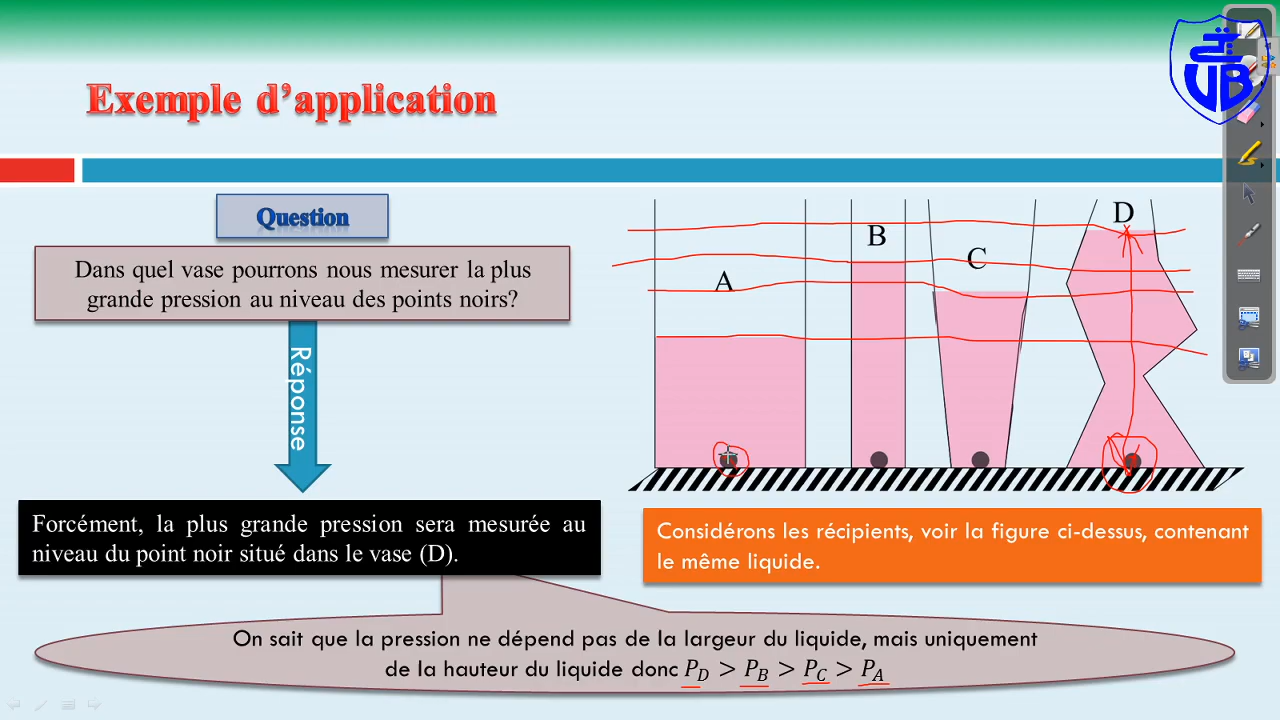 Exemple d'application
Question
Dans quel vase pourrons nous mesurer la plus
grande pression au niveau des points noirs?
Réponse
Forcément, la plus grande pression sera mesurée au
niveau du point noir situé dans le vase (D).
A
B
C
D
Considérons les récipients, voir la figure ci-dessus, contenant
le même liquide.
On sait que la pression ne dépend pas de la largeur du liquide, mais uniquement
de la hauteur du liquide donc P_D > P_B > P_C > P_A
UB